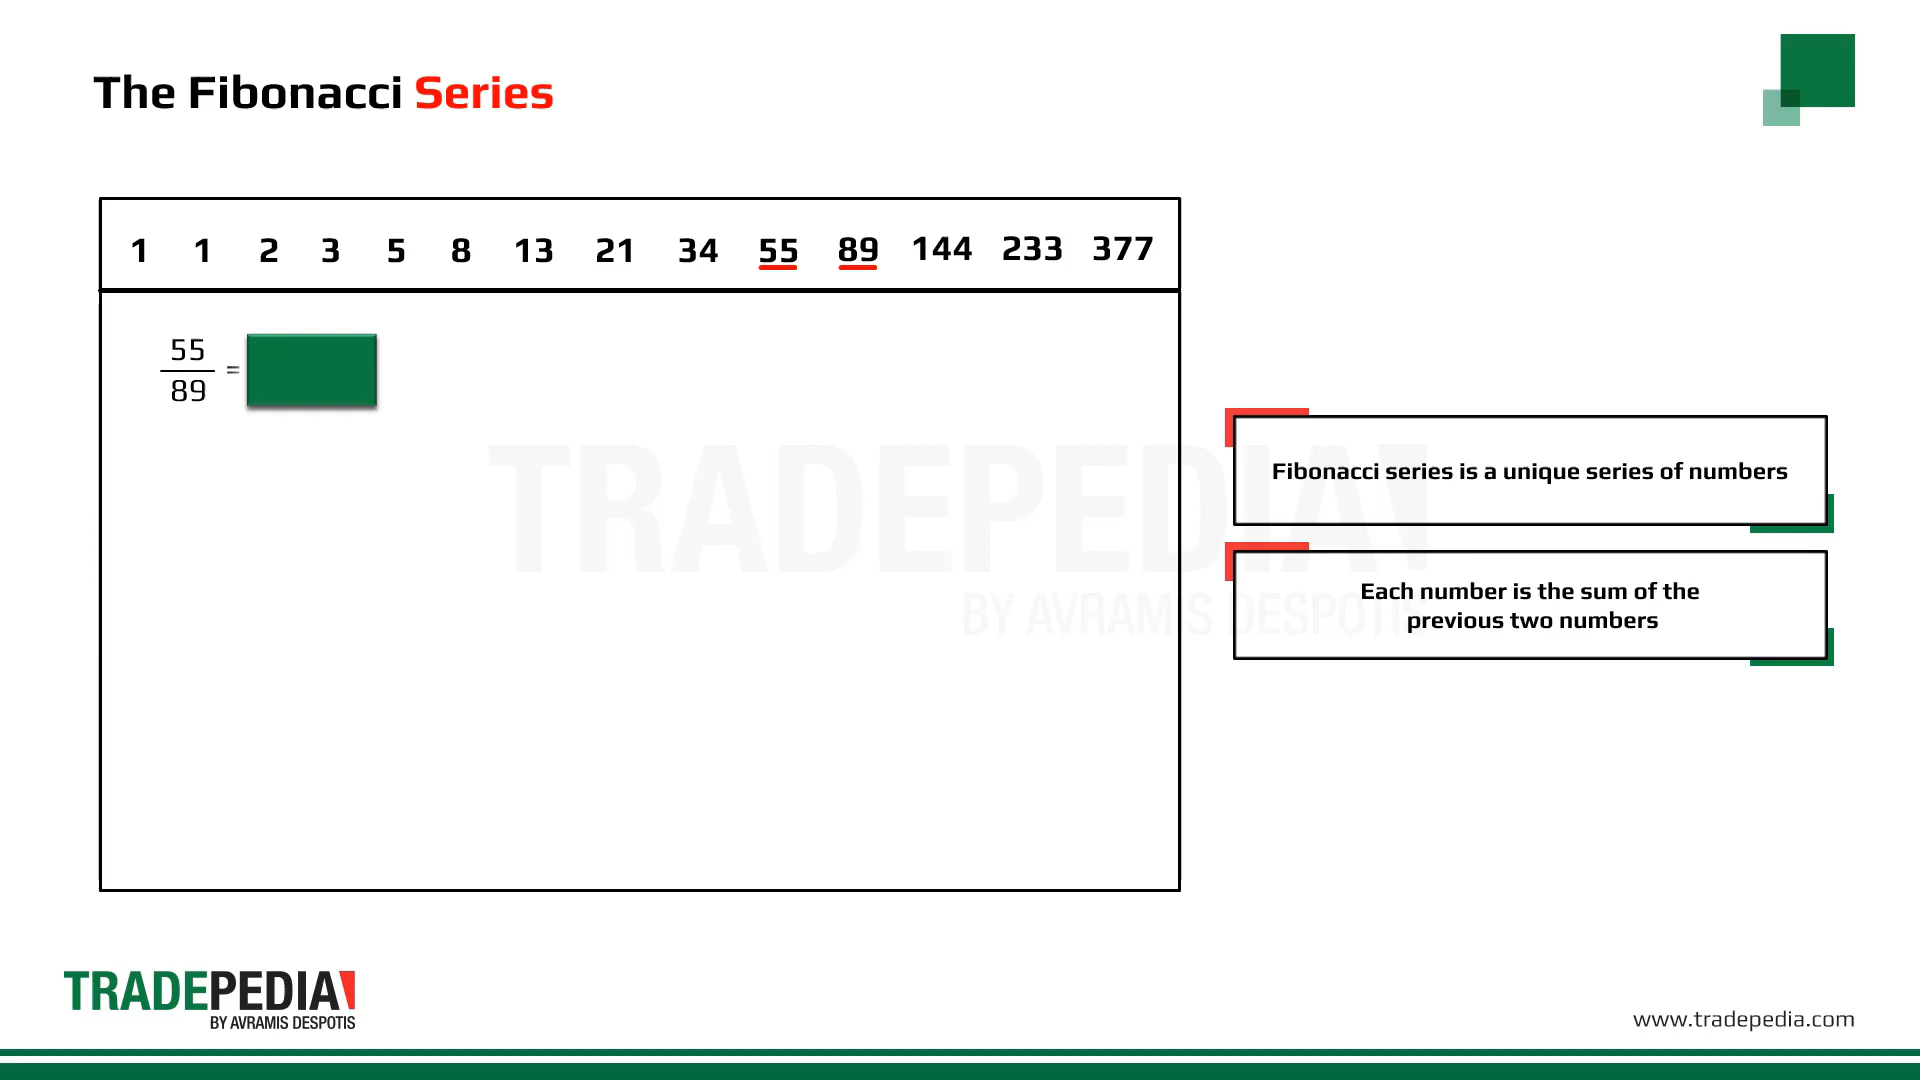 The Fibonacci Series
1 1 2 3 5 8 13 21 34 55 89 144 233 377
55
89
=
TRADEPEDIA
BY AVRAMIS DESPOTIS
Fibonacci series is a unique series of numbers
Each number is the sum of the
previous two numbers
TRADEPEDIA
BY AVRAMIS DESPOTIS
www.tradepedia.com